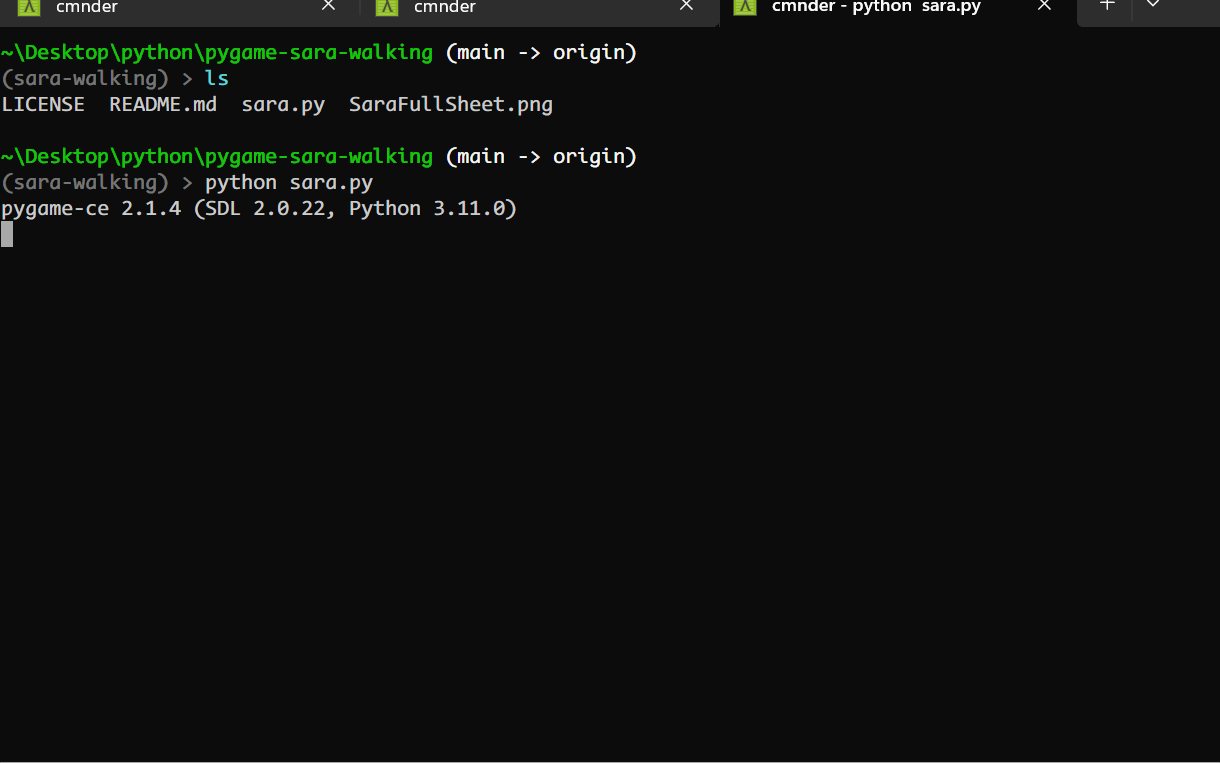 cmnder
cmnder
cmnder - python sara.py
~\Desktop\python\pygame-sara-walking (main -> origin)
(sara-walking) > ls
LICENSE  README.md  sara.py  SaraFullSheet.png
~\Desktop\python\pygame-sara-walking (main -> origin)
(sara-walking) > python sara.py
pygame-ce 2.1.4 (SDL 2.0.22, Python 3.11.0)